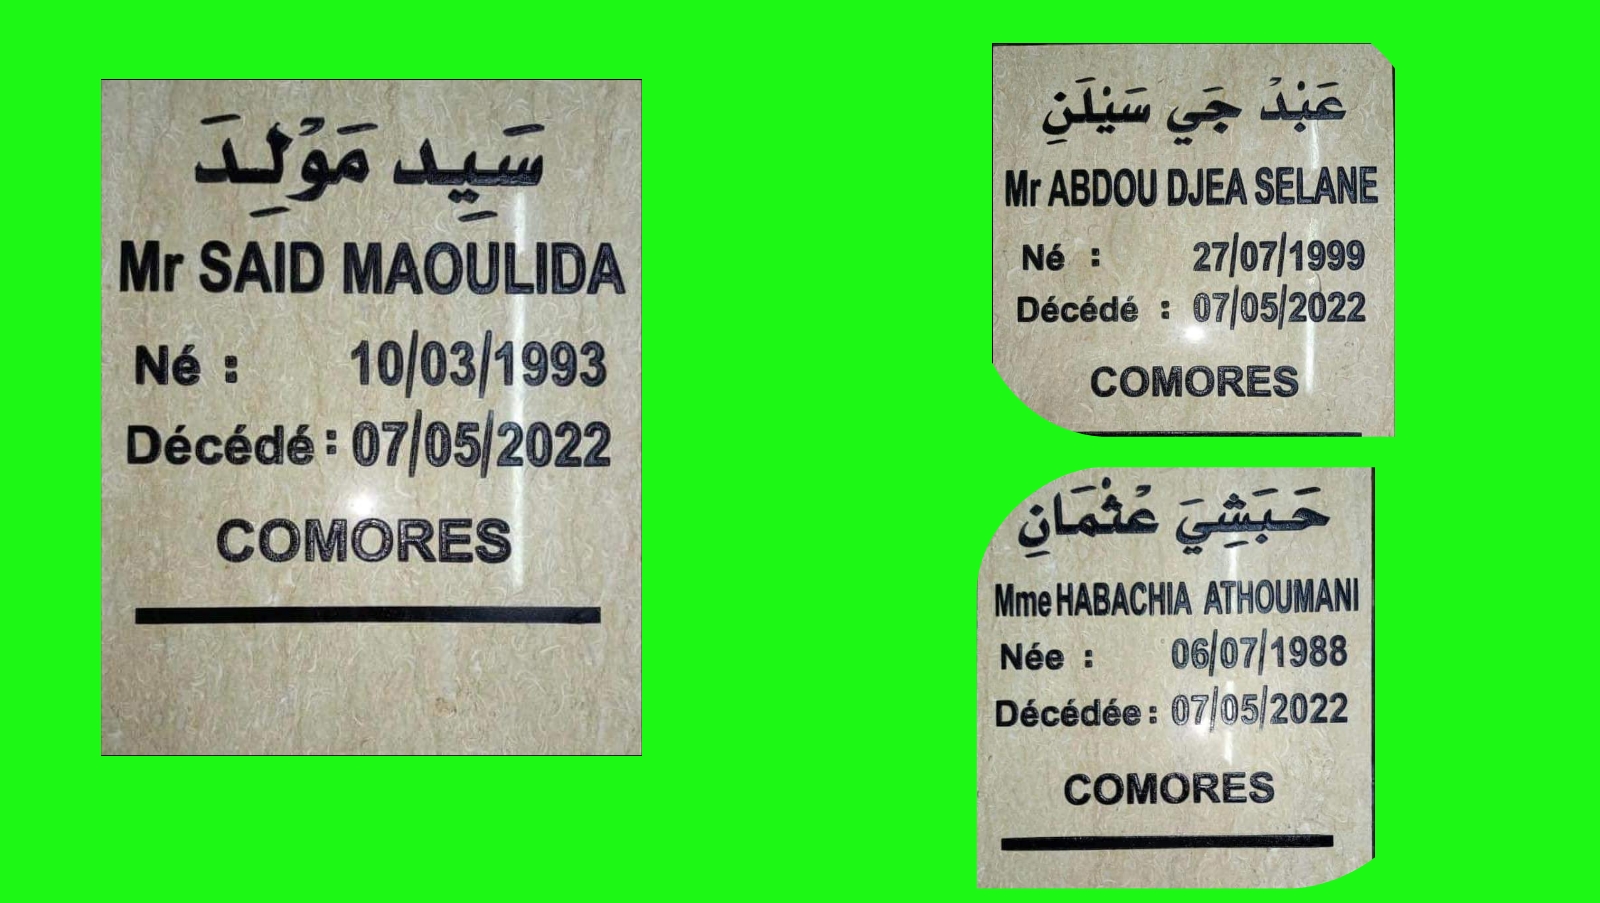 سَيِد مَوْلِدَ
Mr SAID MAOULIDA
Né : 10/03/1993
Décédé : 07/05/2022
COMORES
عَبْدْ جَي سَيْلَنِ
Mr ABDOU DJEA SELANE
Né : 27/07/1999
Décédé : 07/05/2022
COMORES
حَبَشِيَ عْثْمَانِ
Mme HABACHIA ATHOUMANI
Née : 06/07/1988
Décédée : 07/05/2022
COMORES